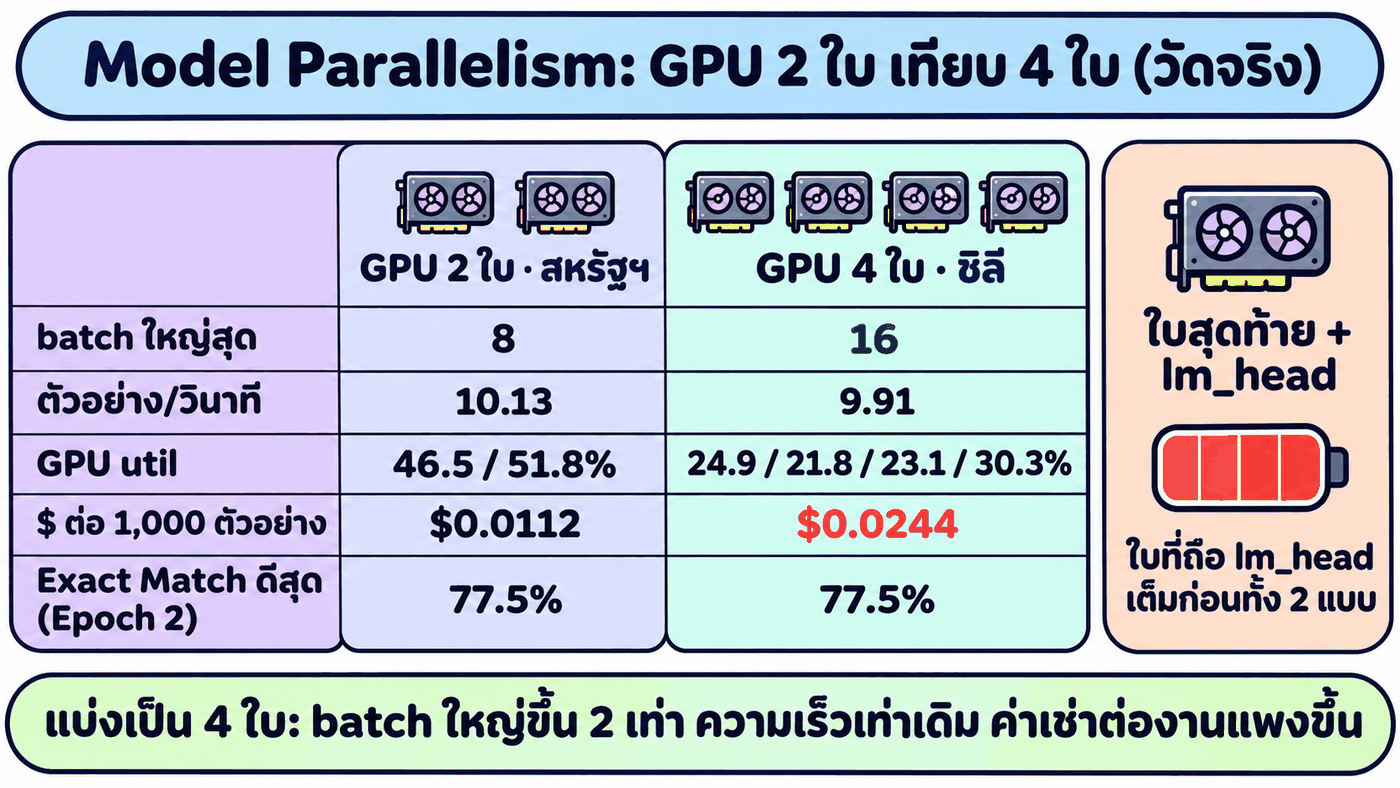 Model Parallelism: GPU 2 ใบ เทียบ 4 ใบ (วัดจริง)
GPU 2 ใบ · สหรัฐฯ
GPU 4 ใบ · ชิลี
batch ใหญ่สุด
8
16
ตัวอย่าง/วินาที
10.13
9.91
GPU util
46.5 / 51.8%
24.9 / 21.8 / 23.1 / 30.3%
$ ต่อ 1,000 ตัวอย่าง
$0.0112
$0.0244
Exact Match ดีสุด
(Epoch 2)
77.5%
77.5%
ใบสุดท้าย +
lm_head
ใบที่ถือ lm_head
เต็มก่อนทั้ง 2 แบบ
แบ่งเป็น 4 ใบ: batch ใหญ่ขึ้น 2 เท่า ความเร็วเท่าเดิม ค่าเช่าต่องานแพงขึ้น